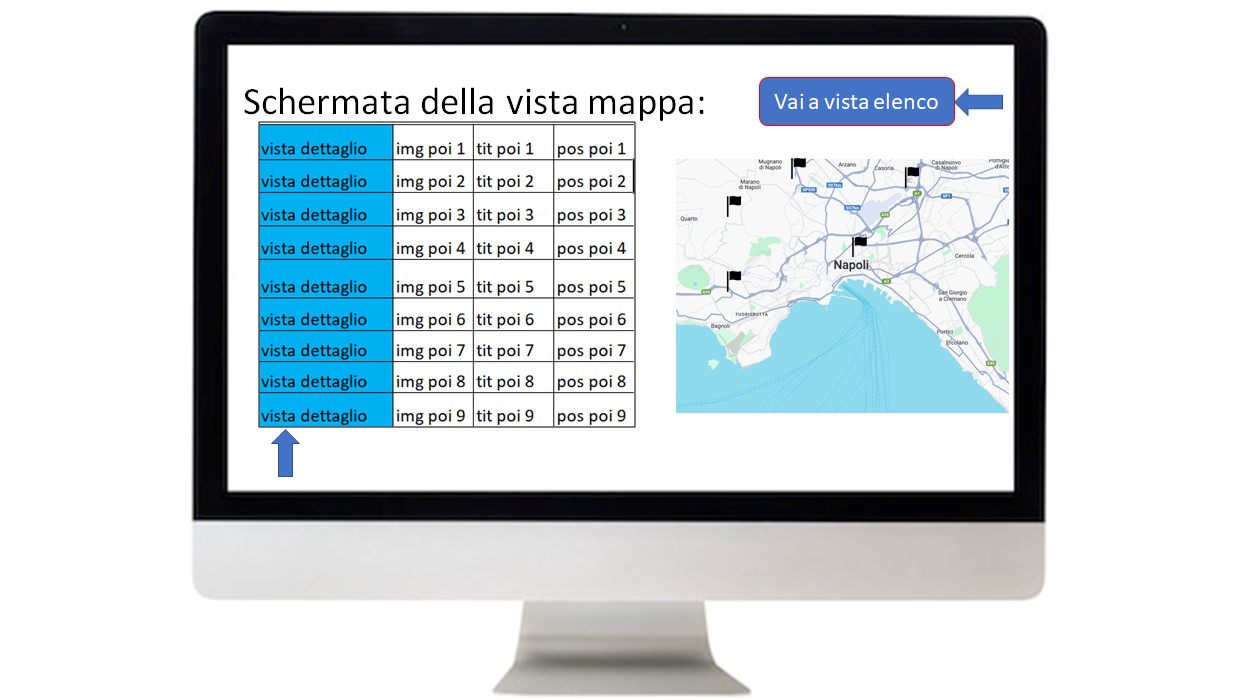 Schermata della vista mappa:
Vai a vista elenco
vista dettaglio img poi 1 tit poi 1 pos poi 1
vista dettaglio img poi 2 tit poi 2 pos poi 2
vista dettaglio img poi 3 tit poi 3 pos poi 3
vista dettaglio img poi 4 tit poi 4 pos poi 4
vista dettaglio img poi 5 tit poi 5 pos poi 5
vista dettaglio img poi 6 tit poi 6 pos poi 6
vista dettaglio img poi 7 tit poi 7 pos poi 7
vista dettaglio img poi 8 tit poi 8 pos poi 8
vista dettaglio img poi 9 tit poi 9 pos poi 9
Mugnano
di Napoli
Arzano
Casoria
Casalnuovo
di Napoli
Marano
di Napoli
Quarto
Napoli
Cercola
San Giorgio
a Cremano
FUORIGROTTA
Bagnoli
Portici
Ercolano